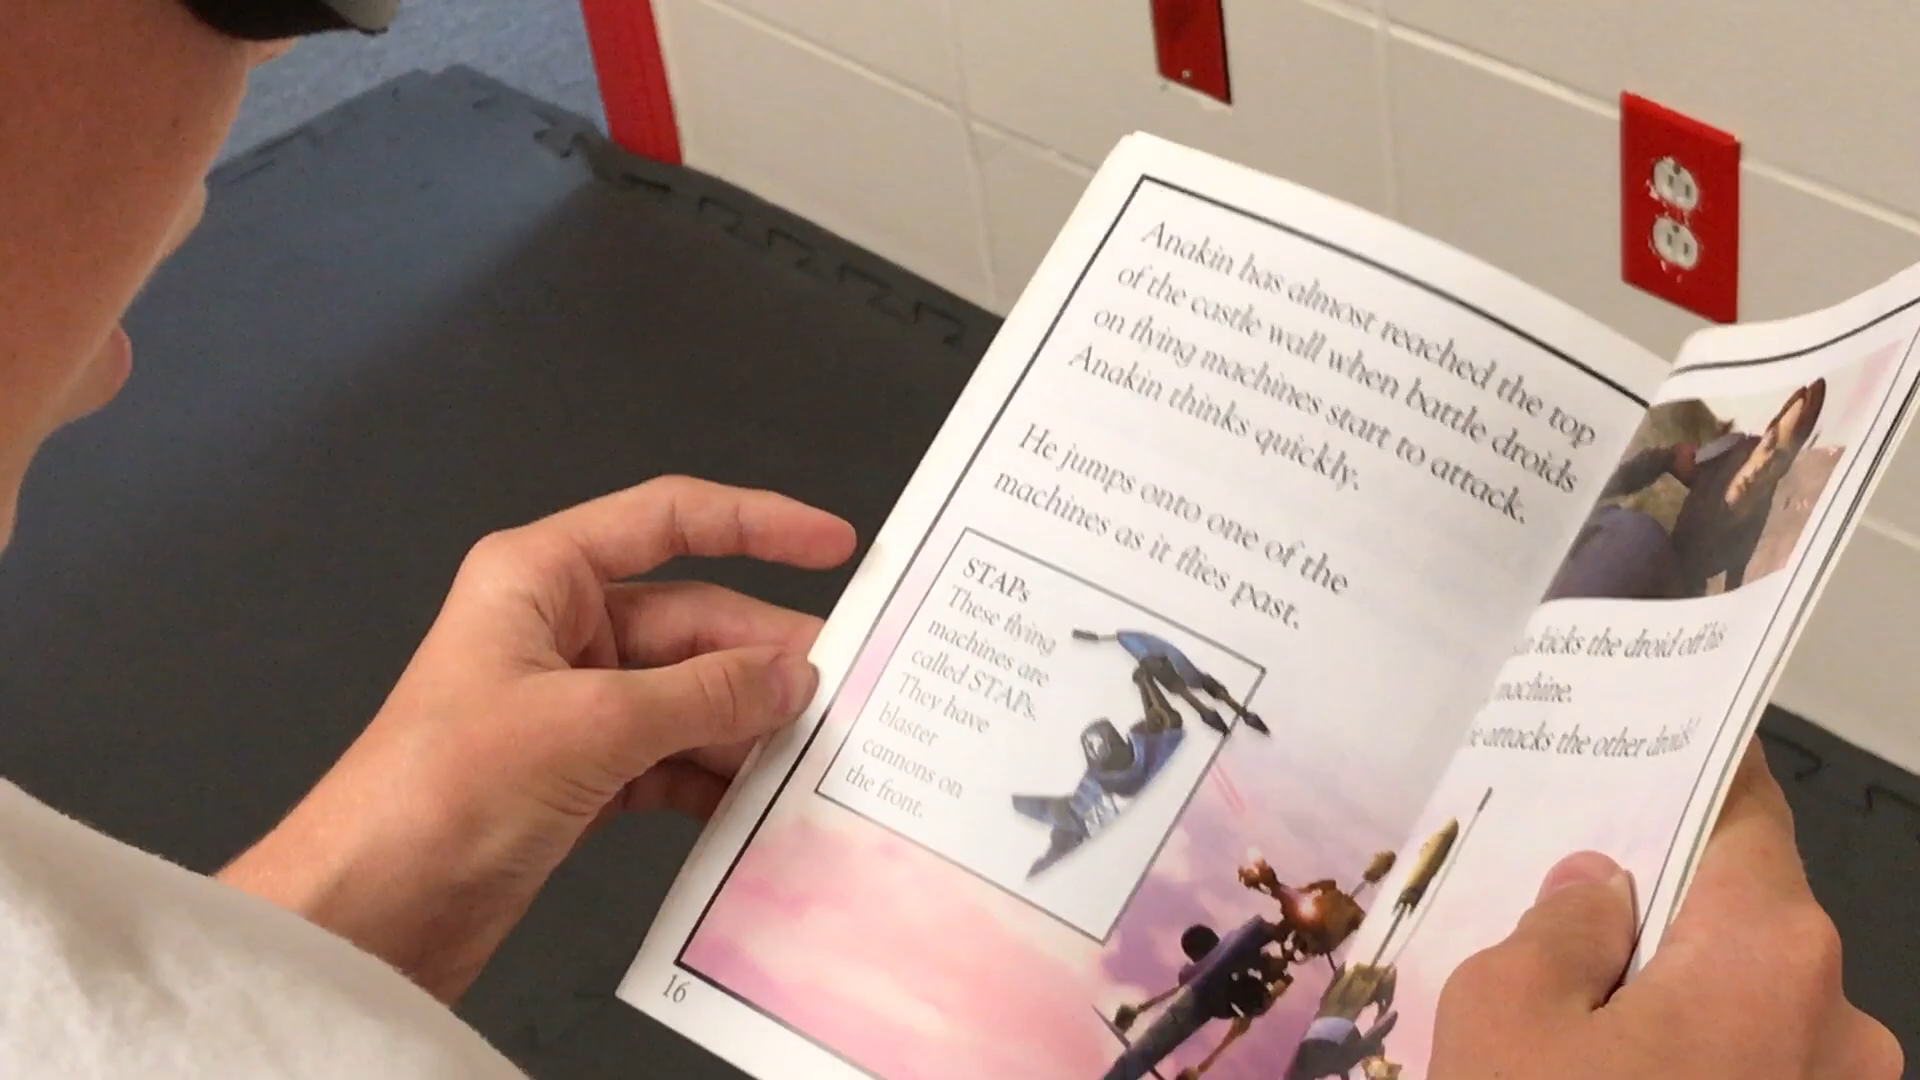 Anakin has almost reached the top
of the castle wall when battle droids
on flying machines start to attack.
Anakin thinks quickly.
He jumps onto one of the
machines as it flies past.
STAPs
These flying
machines are
called STAPs.
They have
blaster
cannons on
the front.
16
kicks the droid off his
machine.
attacks the other droids!